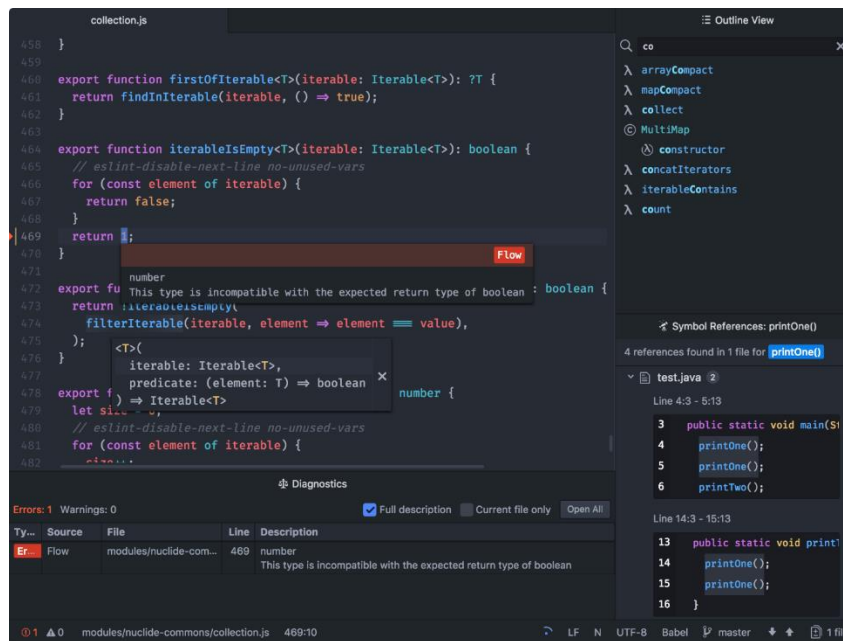 collection.js
458 }
459
460 export function firstOfIterable<T>(iterable: Iterable<T>): ?T {
461 return findInIterable(iterable, () ⇒ true);
462 }
463
464 export function iterableIsEmpty<T>(iterable: Iterable<T>): boolean {
465 // eslint-disable-next-line no-unused-vars
466 for (const element of iterable) {
467 return false;
468 }
469 return 1;
470 }
Flow
471
number
This type is incompatible with the expected return type of boolean
472 export fu : boolean {
473 return !iterableIsEmpty(
474 filterIterable(iterable, element ⇒ element === value),
475 );
<T>(
iterable: Iterable<T>,
predicate: (element: T) ⇒ boolean
) ⇒ Iterable<T>
476 }
477
478 export f number {
479 let size = 0;
480 // eslint-disable-next-line no-unused-vars
481 for (const element of iterable) {
482 size++;
Diagnostics
Errors: 1 Warnings: 0
Full description Current file only Open All
Ty... Source File Line Description
Er... Flow modules/nuclide-com... 469 number
This type is incompatible with the expected return type of boolean
Outline View
co
λ arrayCompact
λ mapCompact
λ collect
C MultiMap
λ constructor
λ concatIterators
λ iterableContains
λ count
Symbol References: printOne()
4 references found in 1 file for printOne()
test.java 2
Line 4:3 - 5:13
3 public static void main(St
4 printOne();
5 printOne();
6 printTwo();
Line 14:3 - 15:13
13 public static void printT
14 printOne();
15 printOne();
16 }
1 0 modules/nuclide-commons/collection.js 469:10 LF N UTF-8 Babel master 1 fil